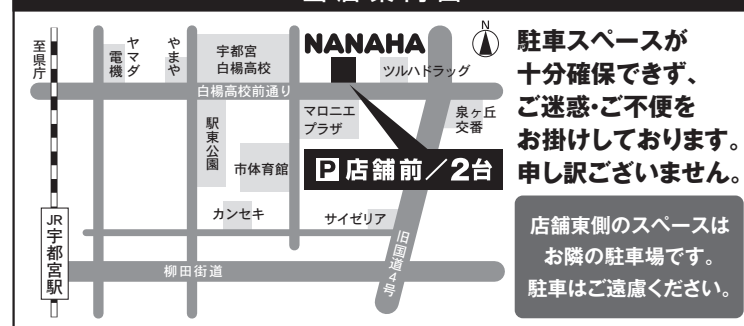 NANAHA
N
至県庁
ヤマダ
電機
やまや
宇都宮
白楊高校
ツルハドラッグ
白楊高校前通り
駅東公園
マロニエ
プラザ
泉ヶ丘
交番
市体育館
P店舗前／2台
カンセキ
サイゼリア
JR
宇都宮駅
旧国道4号
柳田街道
駐車スペースが
十分確保できず、
ご迷惑・ご不便を
お掛けしております。
申し訳ございません。
店舗東側のスペースは
お隣の駐車場です。
駐車はご遠慮ください。